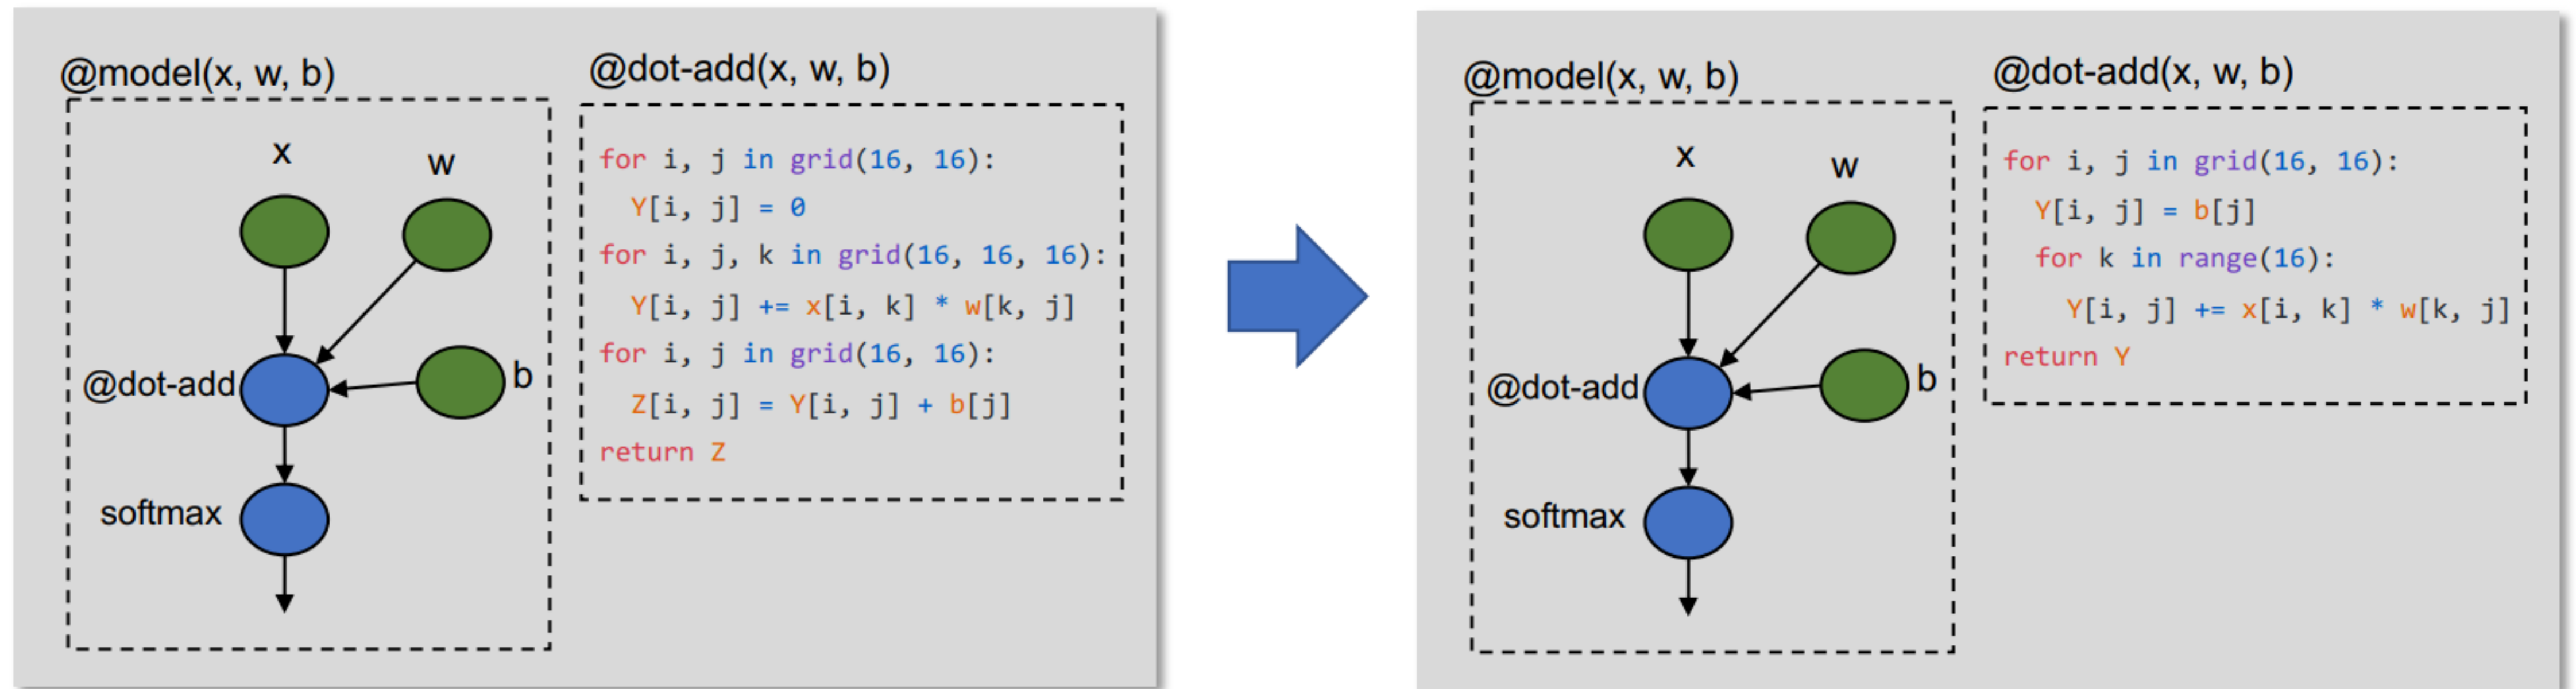 @model(x, w, b)
x
w
@dot-add
b
softmax
@dot-add(x, w, b)
for i, j in grid(16, 16):
  Y[i, j] = 0
for i, j, k in grid(16, 16, 16):
  Y[i, j] += x[i, k] * w[k, j]
for i, j in grid(16, 16):
  Z[i, j] = Y[i, j] + b[j]
return Z
@model(x, w, b)
x
w
@dot-add
b
softmax
@dot-add(x, w, b)
for i, j in grid(16, 16):
  Y[i, j] = b[j]
  for k in range(16):
    Y[i, j] += x[i, k] * w[k, j]
return Y